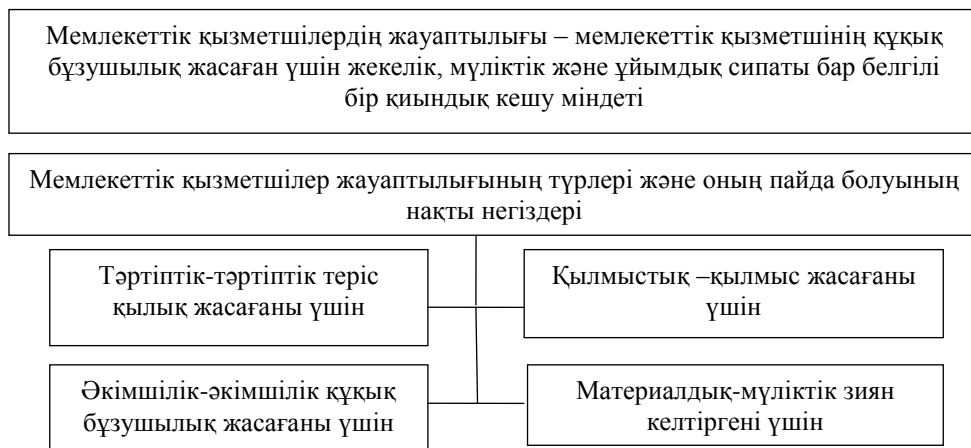 Мемлекеттік қызметшілердің жауаптылығы – мемлекеттік қызметшінің құқық
бұзушылық жасаған үшін жекелік, мүліктік және ұйымдық сипаты бар белгілі
бір қиындық кешу міндеті
Мемлекеттік қызметшілер жауаптылығының түрлері және оның пайда болуының
нақты негіздері
Тәртіптік-тәртіптік теріс
қылық жасағаны үшін
Қылмыстық –қылмыс жасағаны
үшін
Әкімшілік-әкімшілік құқық
бұзушылық жасағаны үшін
Материалдық-мүліктік зиян
келтіргені үшін